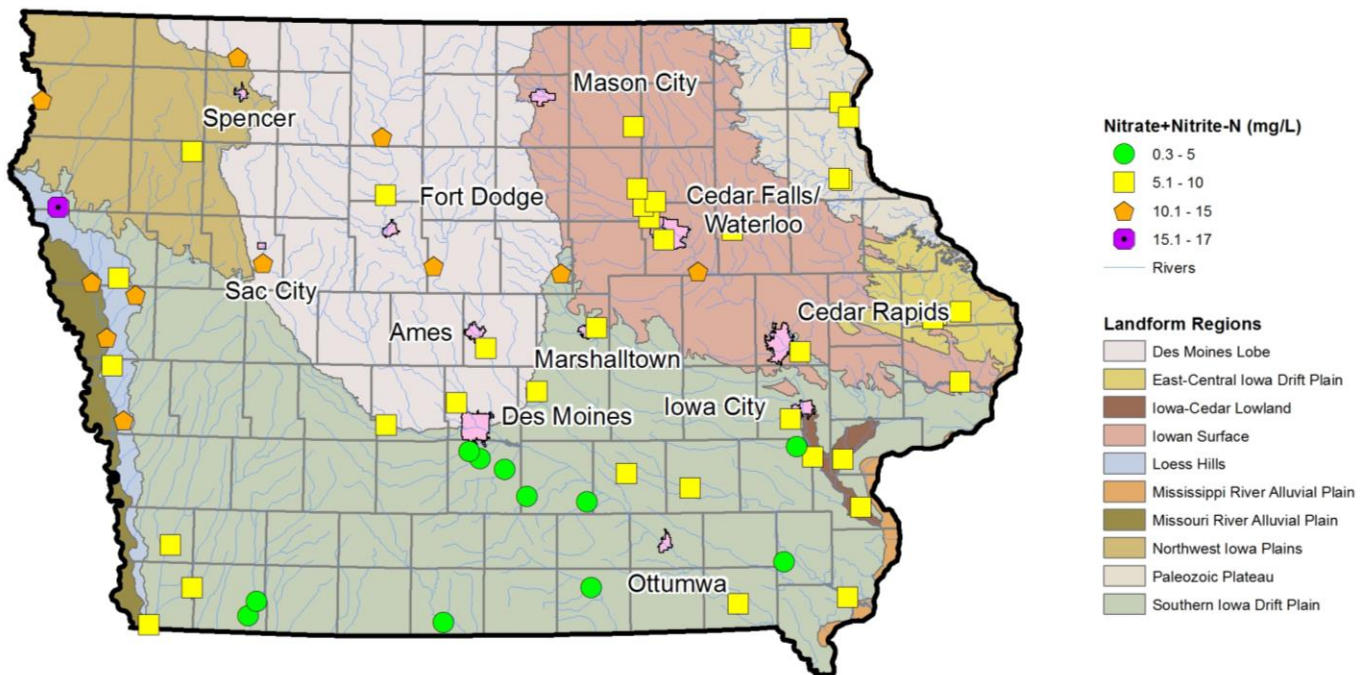 Mason City
Spencer
Fort Dodge
Cedar Falls/
Waterloo
Sac City
Cedar Rapids
Ames
Marshalltown
Des Moines
Iowa City
Ottumwa
Nitrate+Nitrite-N (mg/L)
0.3 - 5
5.1 - 10
10.1 - 15
15.1 - 17
Rivers
Landform Regions
Des Moines Lobe
East-Central Iowa Drift Plain
Iowa-Cedar Lowland
Iowan Surface
Loess Hills
Mississippi River Alluvial Plain
Missouri River Alluvial Plain
Northwest Iowa Plains
Paleozoic Plateau
Southern Iowa Drift Plain